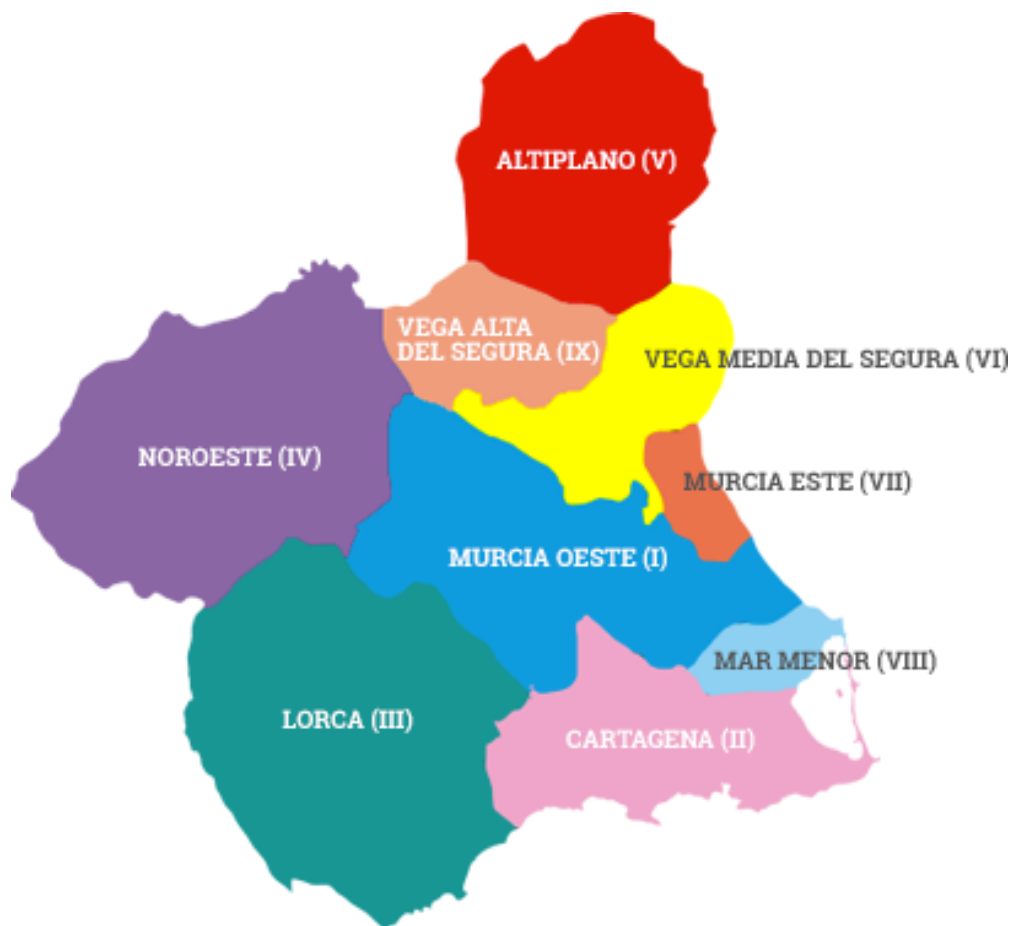 ALTIPLANO (V)
VEGA ALTA
DEL SEGURA (IX)
VEGA MEDIA DEL SEGURA (VI)
NOROESTE (IV)
MURCIA ESTE (VII)
MURCIA OESTE (I)
MAR MENOR (VIII)
LORCA (III)
CARTAGENA (II)